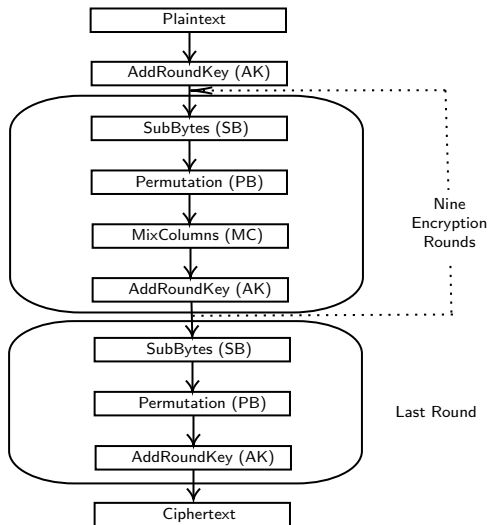 Plaintext
AddRoundKey (AK)
SubBytes (SB)
Permutation (PB)
MixColumns (MC)
AddRoundKey (AK)
Nine
Encryption
Rounds
SubBytes (SB)
Permutation (PB)
AddRoundKey (AK)
Last Round
Ciphertext